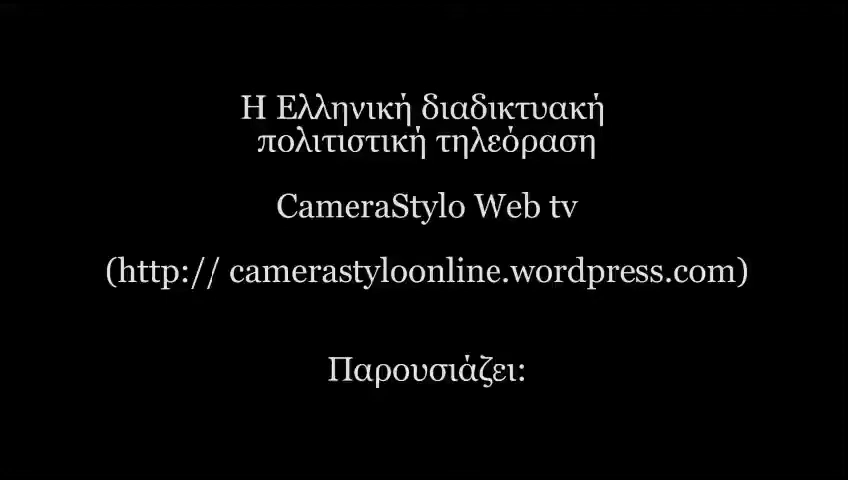 Η Ελληνική διαδικτυακή
πολιτιστική τηλεόραση
CameraStylo Web tv
(http:// camerastyloonline.wordpress.com)
Παρουσιάζει: